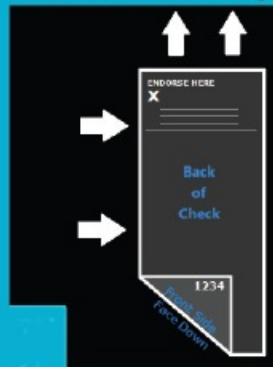 ENDORSE HERE
X
Back
of
Check
1234
Front Side
Face Down